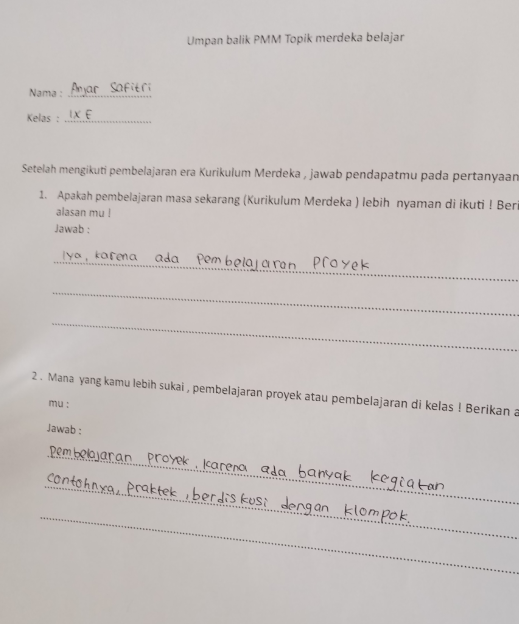 Umpan balik PMM Topik merdeka belajar
Nama : Anjar Safitri
Kelas : IX E
Setelah mengikuti pembelajaran era Kurikulum Merdeka , jawab pendapatmu pada pertanyaan
1. Apakah pembelajaran masa sekarang (Kurikulum Merdeka ) lebih nyaman di ikuti ! Beri
alasan mu !
Jawab :
Iya, karena ada pembelajaran proyek
2 . Mana yang kamu lebih sukai , pembelajaran proyek atau pembelajaran di kelas ! Berikan a
mu :
Jawab :
pembelajaran proyek, karena ada banyak kegiatan
contohnya, praktek , berdiskusi dengan klompok.